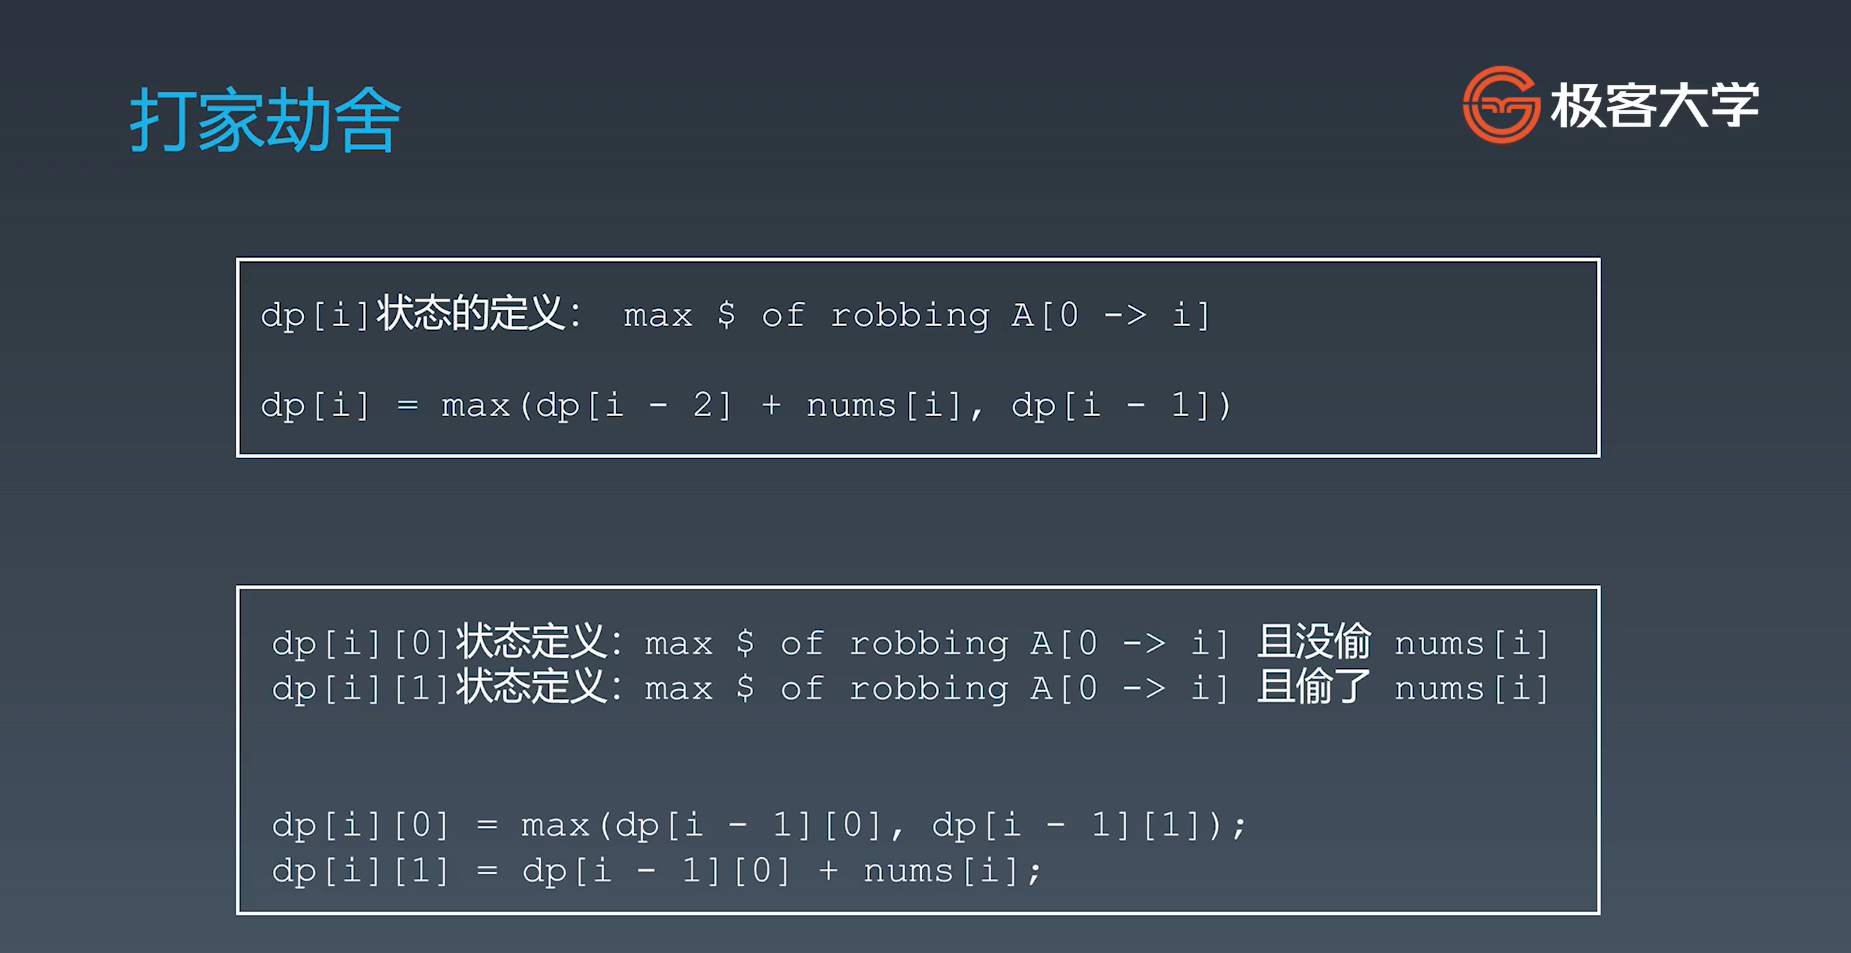 打家劫舍
极客大学
dp[i]状态的定义： max $ of robbing A[0 -> i]
dp[i] = max(dp[i - 2] + nums[i], dp[i - 1])
dp[i][0]状态定义：max $ of robbing A[0 -> i] 且没偷 nums[i]
dp[i][1]状态定义：max $ of robbing A[0 -> i] 且偷了 nums[i]
dp[i][0] = max(dp[i - 1][0], dp[i - 1][1]);
dp[i][1] = dp[i - 1][0] + nums[i];